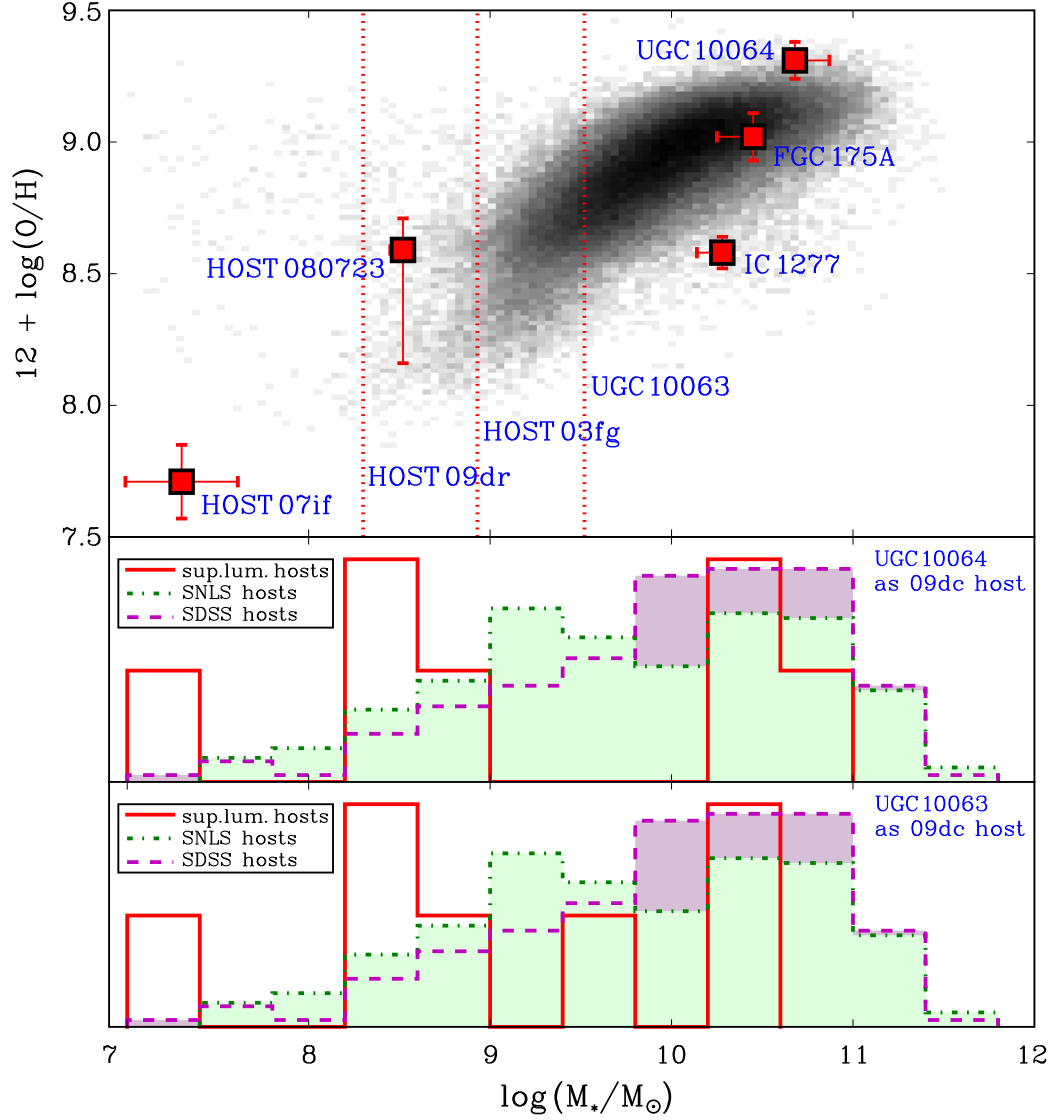 9.5
UGC 10064
9.0
FGC 175A
12 + log(O/H)
HOST 080723
8.5
IC 1277
UGC 10063
8.0
HOST 03fg
HOST 09dr
HOST 07if
7.5
sup.lum. hosts
SNLS hosts
SDSS hosts
UGC 10064
as 09dc host
sup.lum. hosts
SNLS hosts
SDSS hosts
UGC 10063
as 09dc host
7 8 9 10 11 12
log(M*/M⊙)